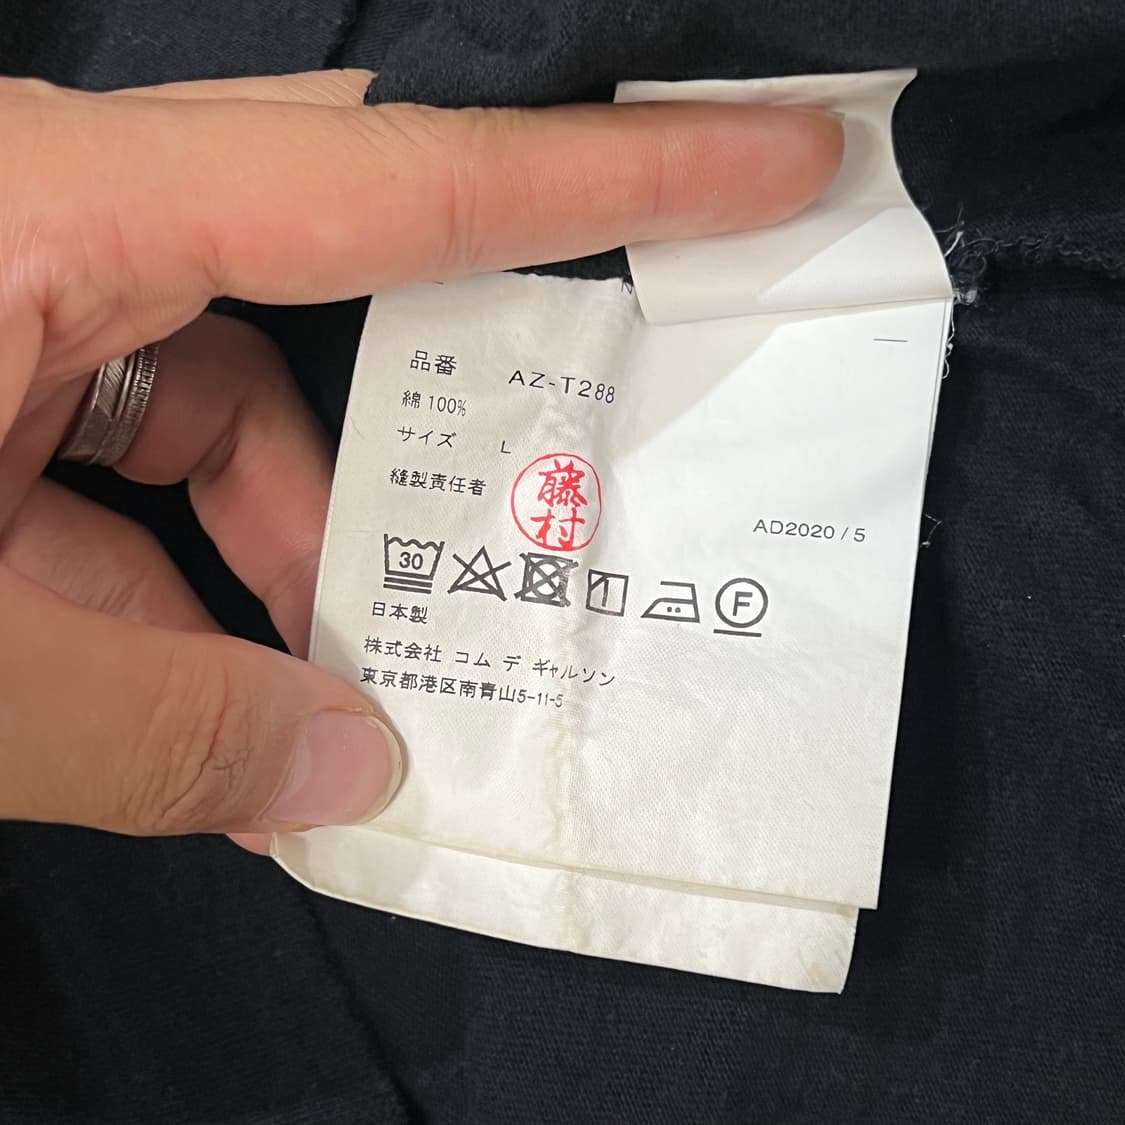 品番 AZ-T288
綿 100%
サイズ L
縫製責任者
藤村
AD2020 / 5
30
F
日本製
株式会社 コム デ ギャルソン
東京都港区南青山5-11-5